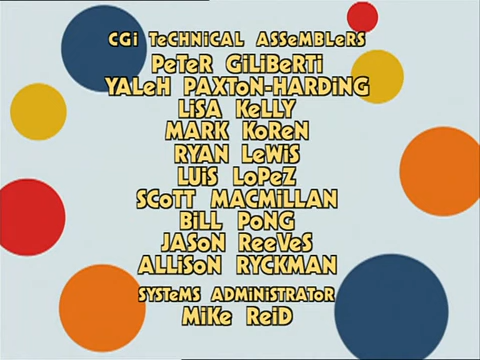 CGi TeCHNiCAL ASSeMBLeRS
PeTeR GiLiBeRTi
YALeH PAXToN-HARDiNG
LiSA KeLLY
MARK KoReN
RYAN LeWiS
LUiS LoPeZ
SCoTT MACMiLLAN
BiLL PoNG
JASoN ReeVeS
ALLiSoN RYCKMAN
SYSTeMS ADMiNiSTRAToR
MiKe ReiD